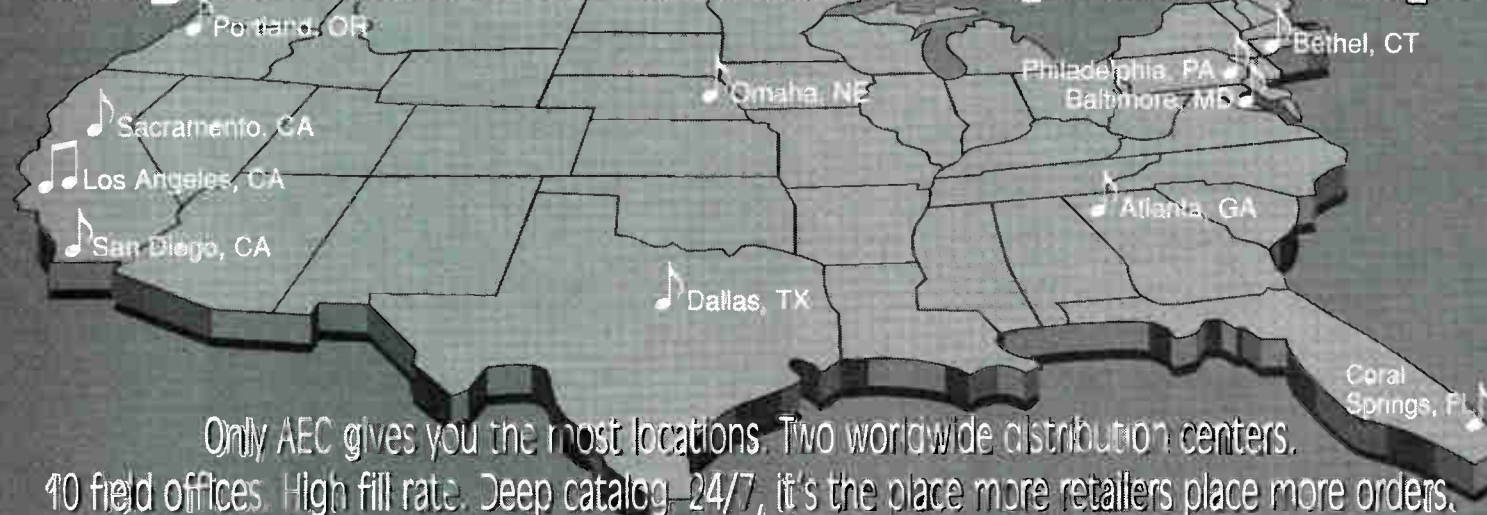 Portland, OR
Bethel, CT
Philadelphia, PA
Omaha, NE
Baltimore, MD
Sacramento, CA
Los Angeles, CA
Atlanta, GA
San Diego, CA
Dallas, TX
Coral
Springs, FL
Only AEC gives you the most locations. Two worldwide distribution centers.
10 field offices. High fill rate. Deep catalog. 24/7, it's the place more retailers place more orders.